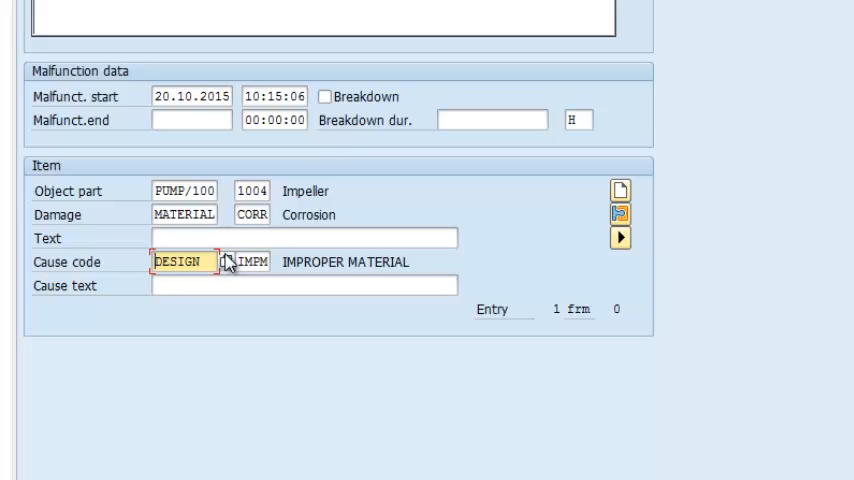 Malfunction data
Malfunct. start 20.10.2015 10:15:06 Breakdown
Malfunct.end 00:00:00 Breakdown dur. H
Item
Object part PUMP/100 1004 Impeller
Damage MATERIAL CORR Corrosion
Text
Cause code DESIGN IMPM IMPROPER MATERIAL
Cause text
Entry 1 frm 0